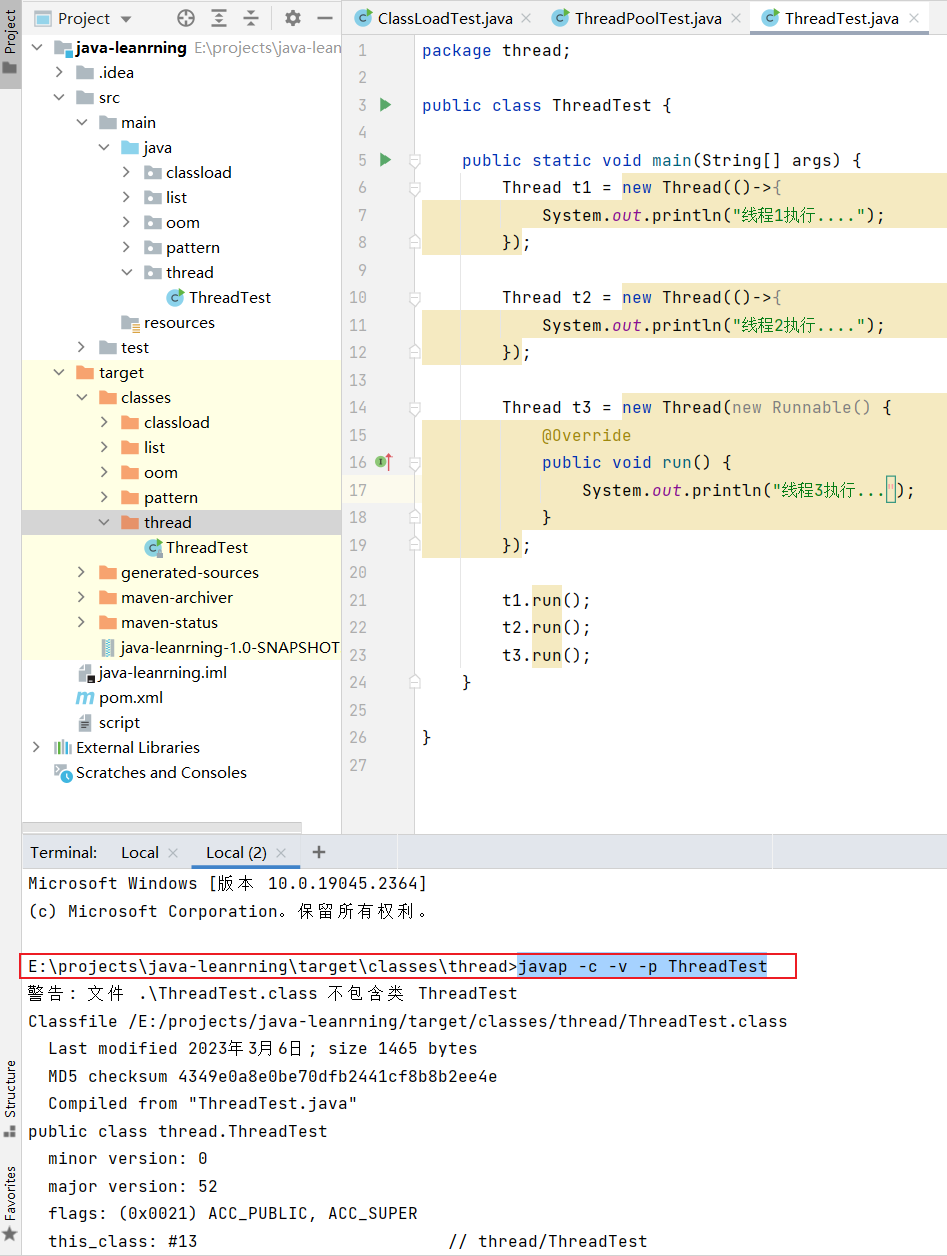 Project
Project
java-leanrning E:\projects\java-lean
.idea
src
main
java
classload
list
oom
pattern
thread
ThreadTest
resources
test
target
classes
classload
list
oom
pattern
thread
ThreadTest
generated-sources
maven-archiver
maven-status
java-leanrning-1.0-SNAPSHOT
java-leanrning.iml
pom.xml
script
External Libraries
Scratches and Consoles
ClassLoadTest.java ThreadPoolTest.java ThreadTest.java
1 package thread;
2
3 public class ThreadTest {
4
5 public static void main(String[] args) {
6 Thread t1 = new Thread(()->{
7 System.out.println("线程1执行....");
8 });
9
10 Thread t2 = new Thread(()->{
11 System.out.println("线程2执行....");
12 });
13
14 Thread t3 = new Thread(new Runnable() {
15 @Override
16 public void run() {
17 System.out.println("线程3执行...");
18 }
19 });
20
21 t1.run();
22 t2.run();
23 t3.run();
24 }
25
26 }
27
Terminal: Local Local (2)
Microsoft Windows [版本 10.0.19045.2364]
(c) Microsoft Corporation。保留所有权利。
E:\projects\java-leanrning\target\classes\thread>javap -c -v -p ThreadTest
警告: 文件 .\ThreadTest.class 不包含类 ThreadTest
Classfile /E:/projects/java-leanrning/target/classes/thread/ThreadTest.class
Last modified 2023年3月6日; size 1465 bytes
MD5 checksum 4349e0a8e0be70dfb2441cf8b8b2ee4e
Compiled from "ThreadTest.java"
public class thread.ThreadTest
minor version: 0
major version: 52
flags: (0x0021) ACC_PUBLIC, ACC_SUPER
this_class: #13 // thread/ThreadTest
Structure
Favorites